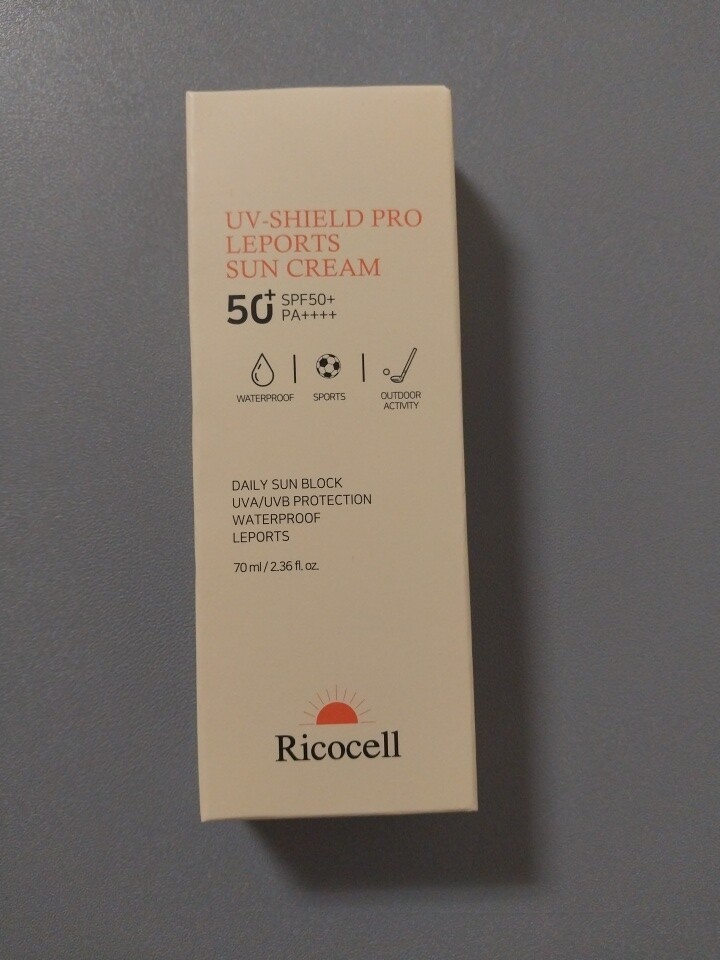 UV-SHIELD PRO
LEPORTS
SUN CREAM
50+ SPF50+
PA++++
WATERPROOF SPORTS OUTDOOR
ACTIVITY
DAILY SUN BLOCK
UVA/UVB PROTECTION
WATERPROOF
LEPORTS
70 ml / 2.36 fl. oz.
Ricocell